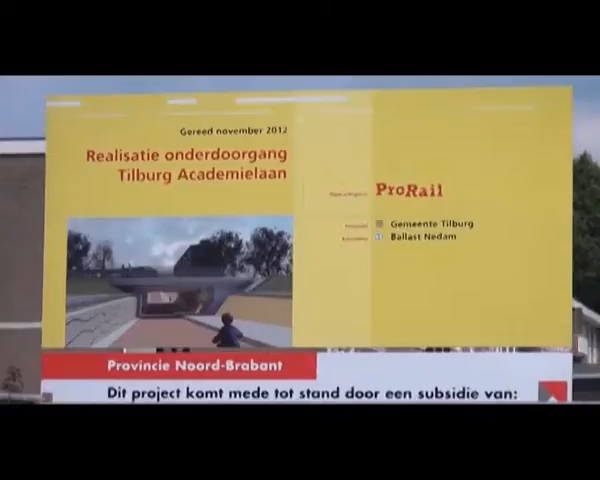 Gereed november 2012
Realisatie onderdoorgang
Tilburg Academielaan
ProRail
Gemeente Tilburg
Ballast Nedam
Provincie Noord-Brabant
Dit project komt mede tot stand door een subsidie van: